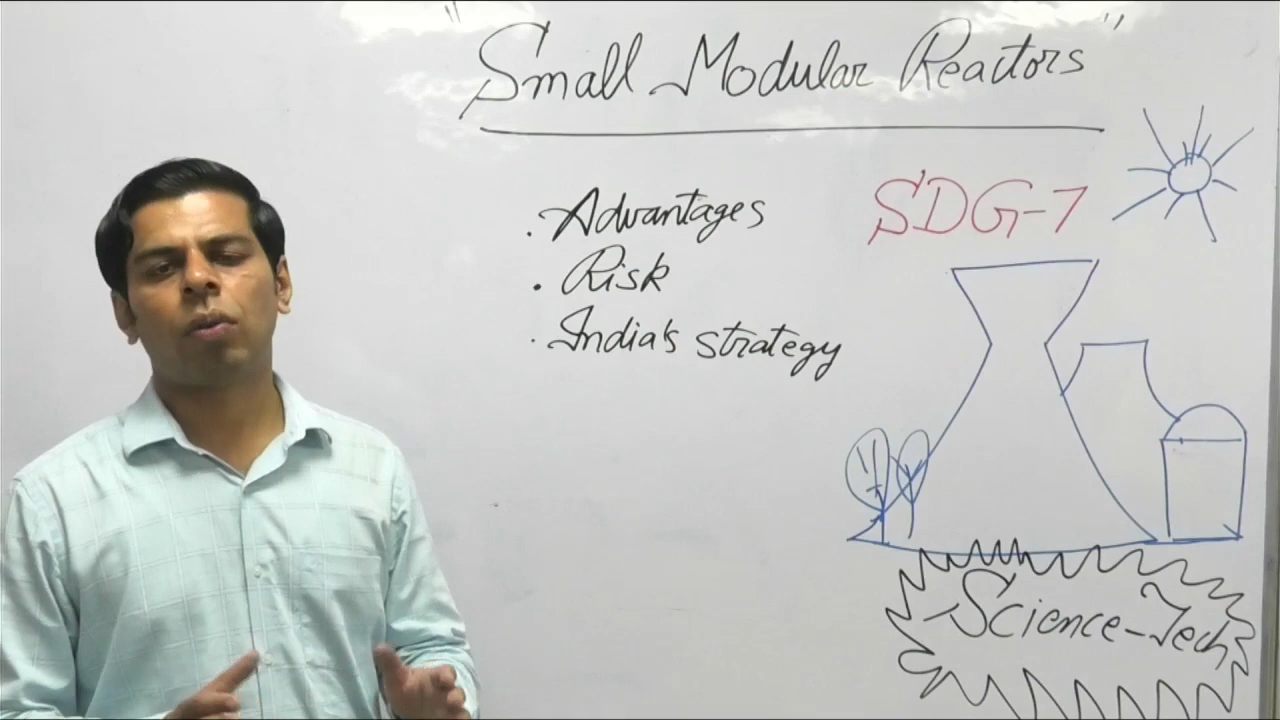 "Small Modular Reactors"
SDG-7
. Advantages
. Risk
. India's strategy
Science-Tech